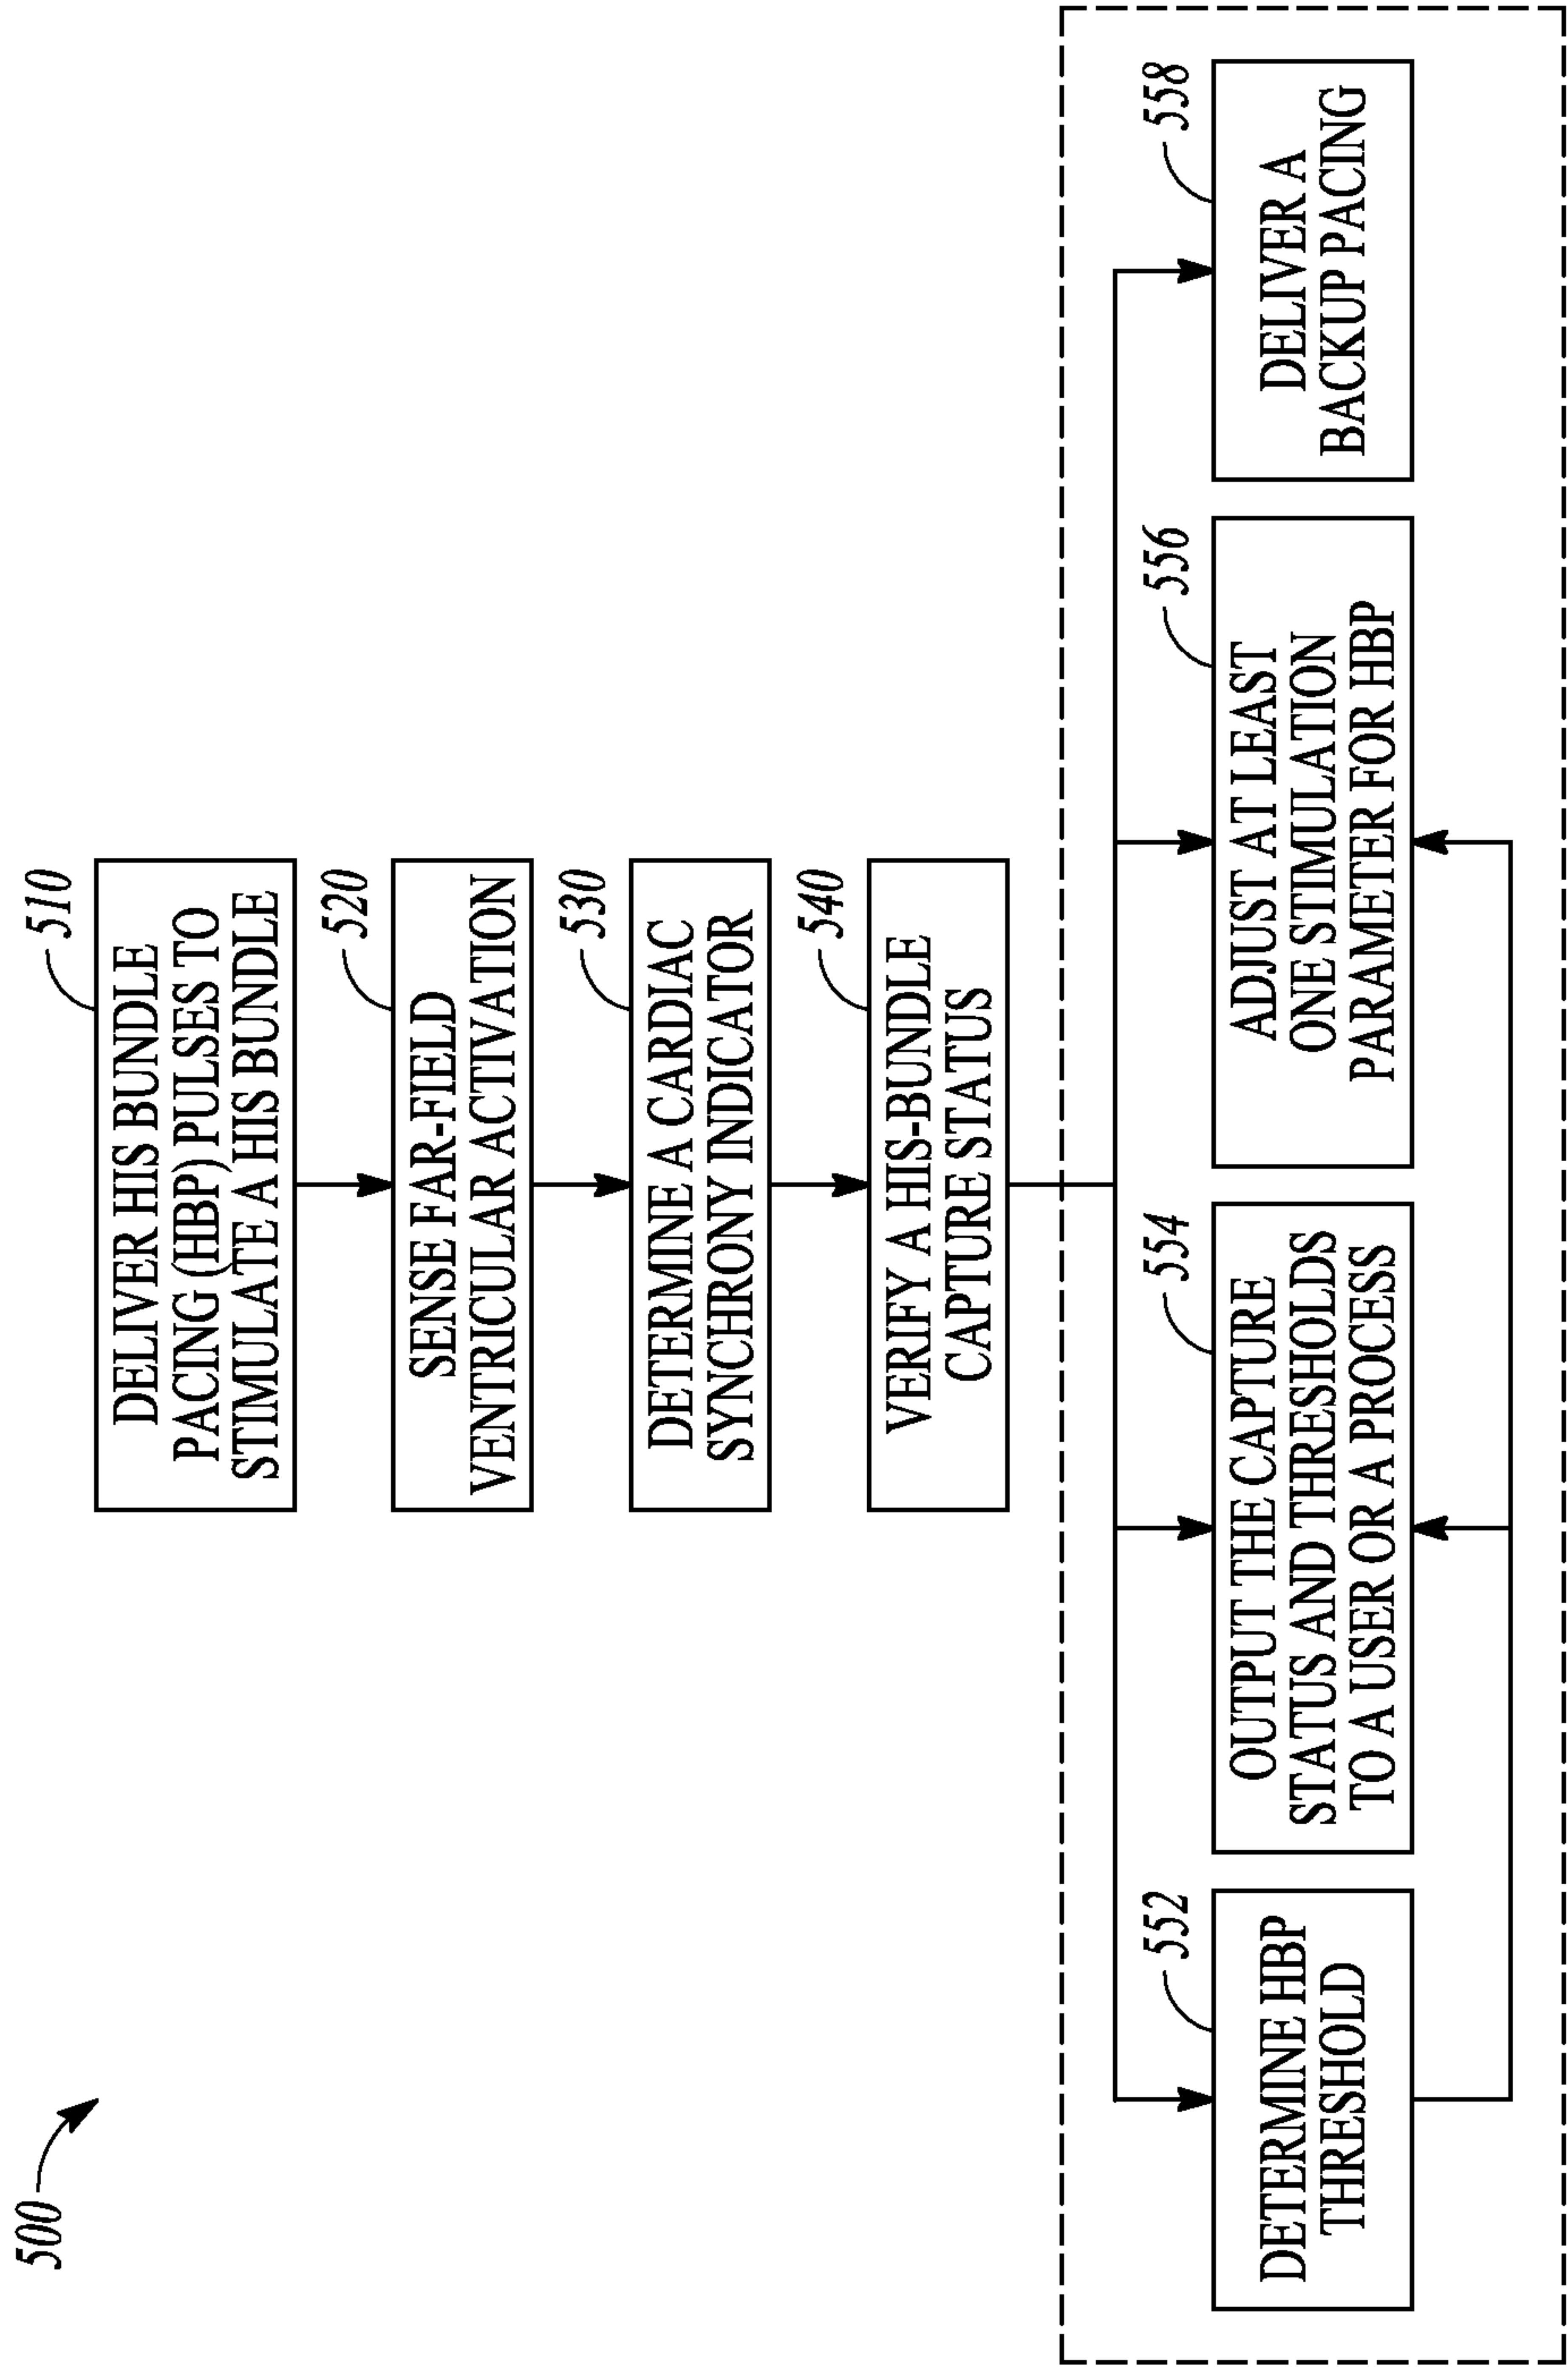 500
510
DELIVER HIS BUNDLE
PACING (HBP) PULSES TO
STIMULATE A HIS BUNDLE
520
SENSE FAR-FIELD
VENTRICULAR ACTIVATION
530
DETERMINE A CARDIAC
SYNCHRONY INDICATOR
540
VERIFY A HIS-BUNDLE
CAPTURE STATUS
552
DETERMINE HBP
THRESHOLD
554
OUTPUT THE CAPTURE
STATUS AND THRESHOLDS
TO A USER OR A PROCESS
556
ADJUST AT LEAST
ONE STIMULATION
PARAMETER FOR HBP
558
DELIVER A
BACKUP PACING